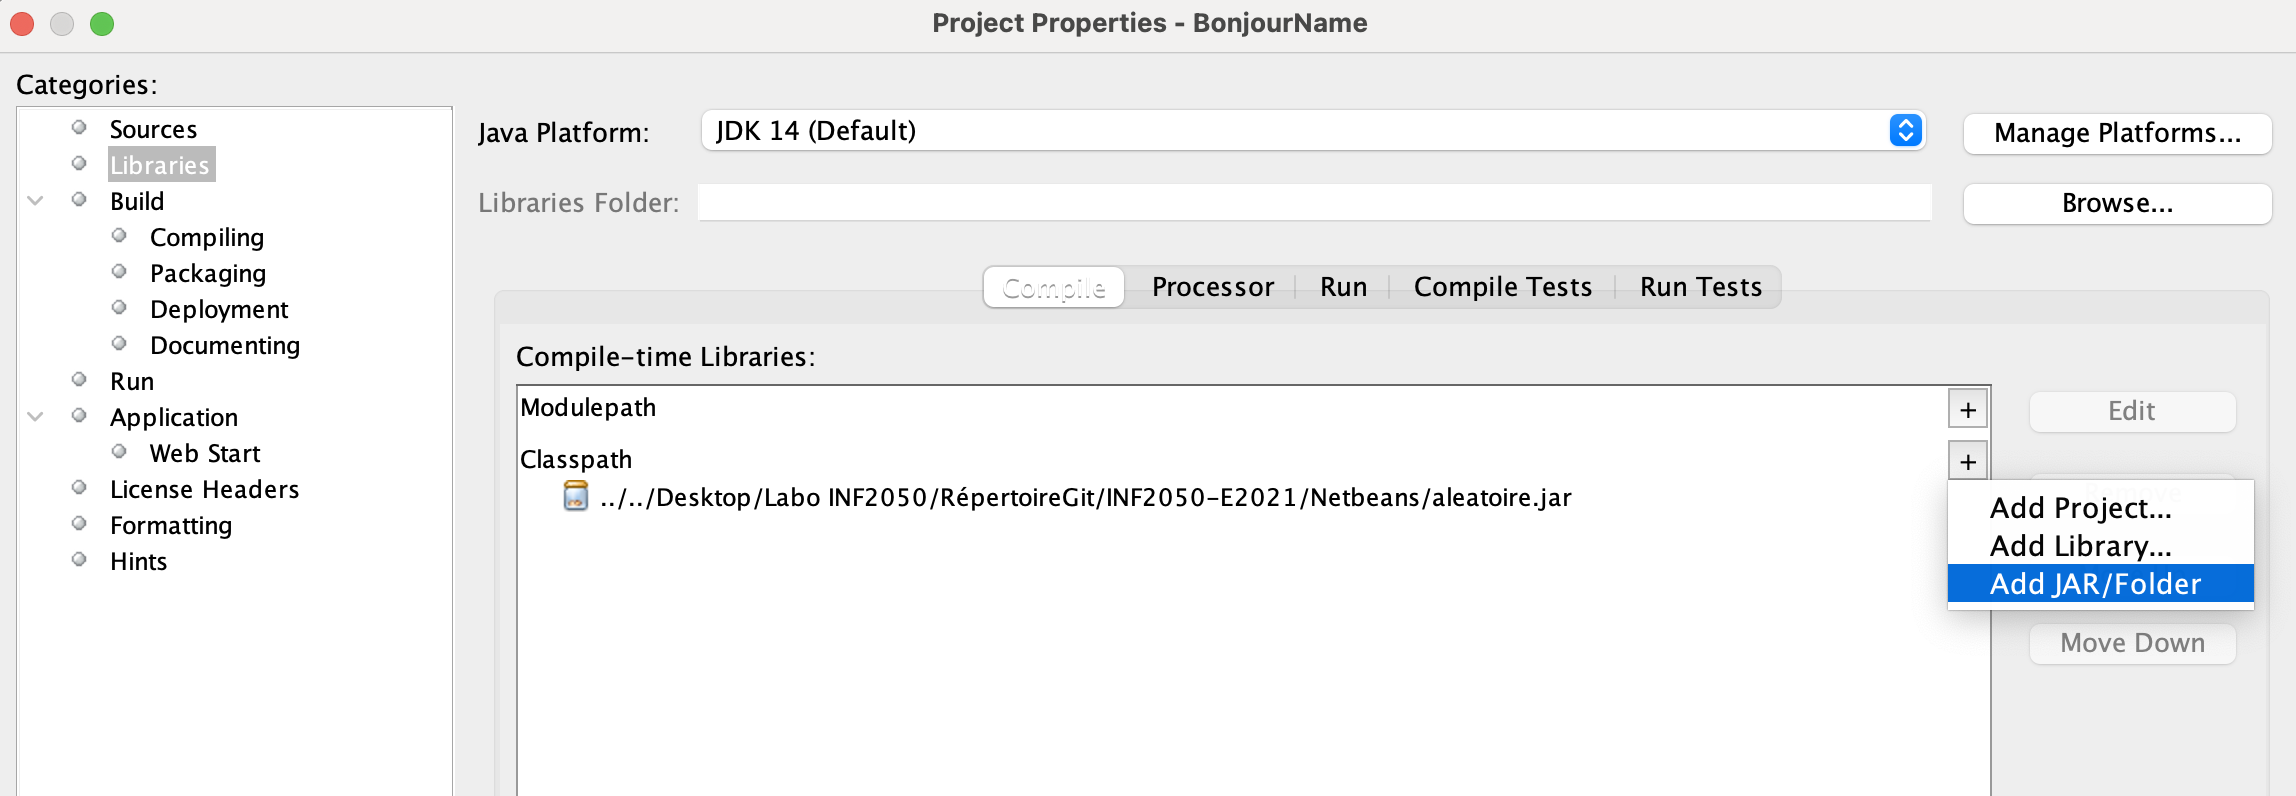 Project Properties - BonjourName
Categories:
Sources
Libraries
Build
Compiling
Packaging
Deployment
Documenting
Run
Application
Web Start
License Headers
Formatting
Hints
Java Platform: JDK 14 (Default) Manage Platforms...
Libraries Folder: Browse...
Compile Processor Run Compile Tests Run Tests
Compile-time Libraries:
Modulepath + Edit
Classpath +
../../Desktop/Labo INF2050/RépertoireGit/INF2050-E2021/Netbeans/aleatoire.jar
Remove
Add Project...
Add Library...
Add JAR/Folder
Move Down